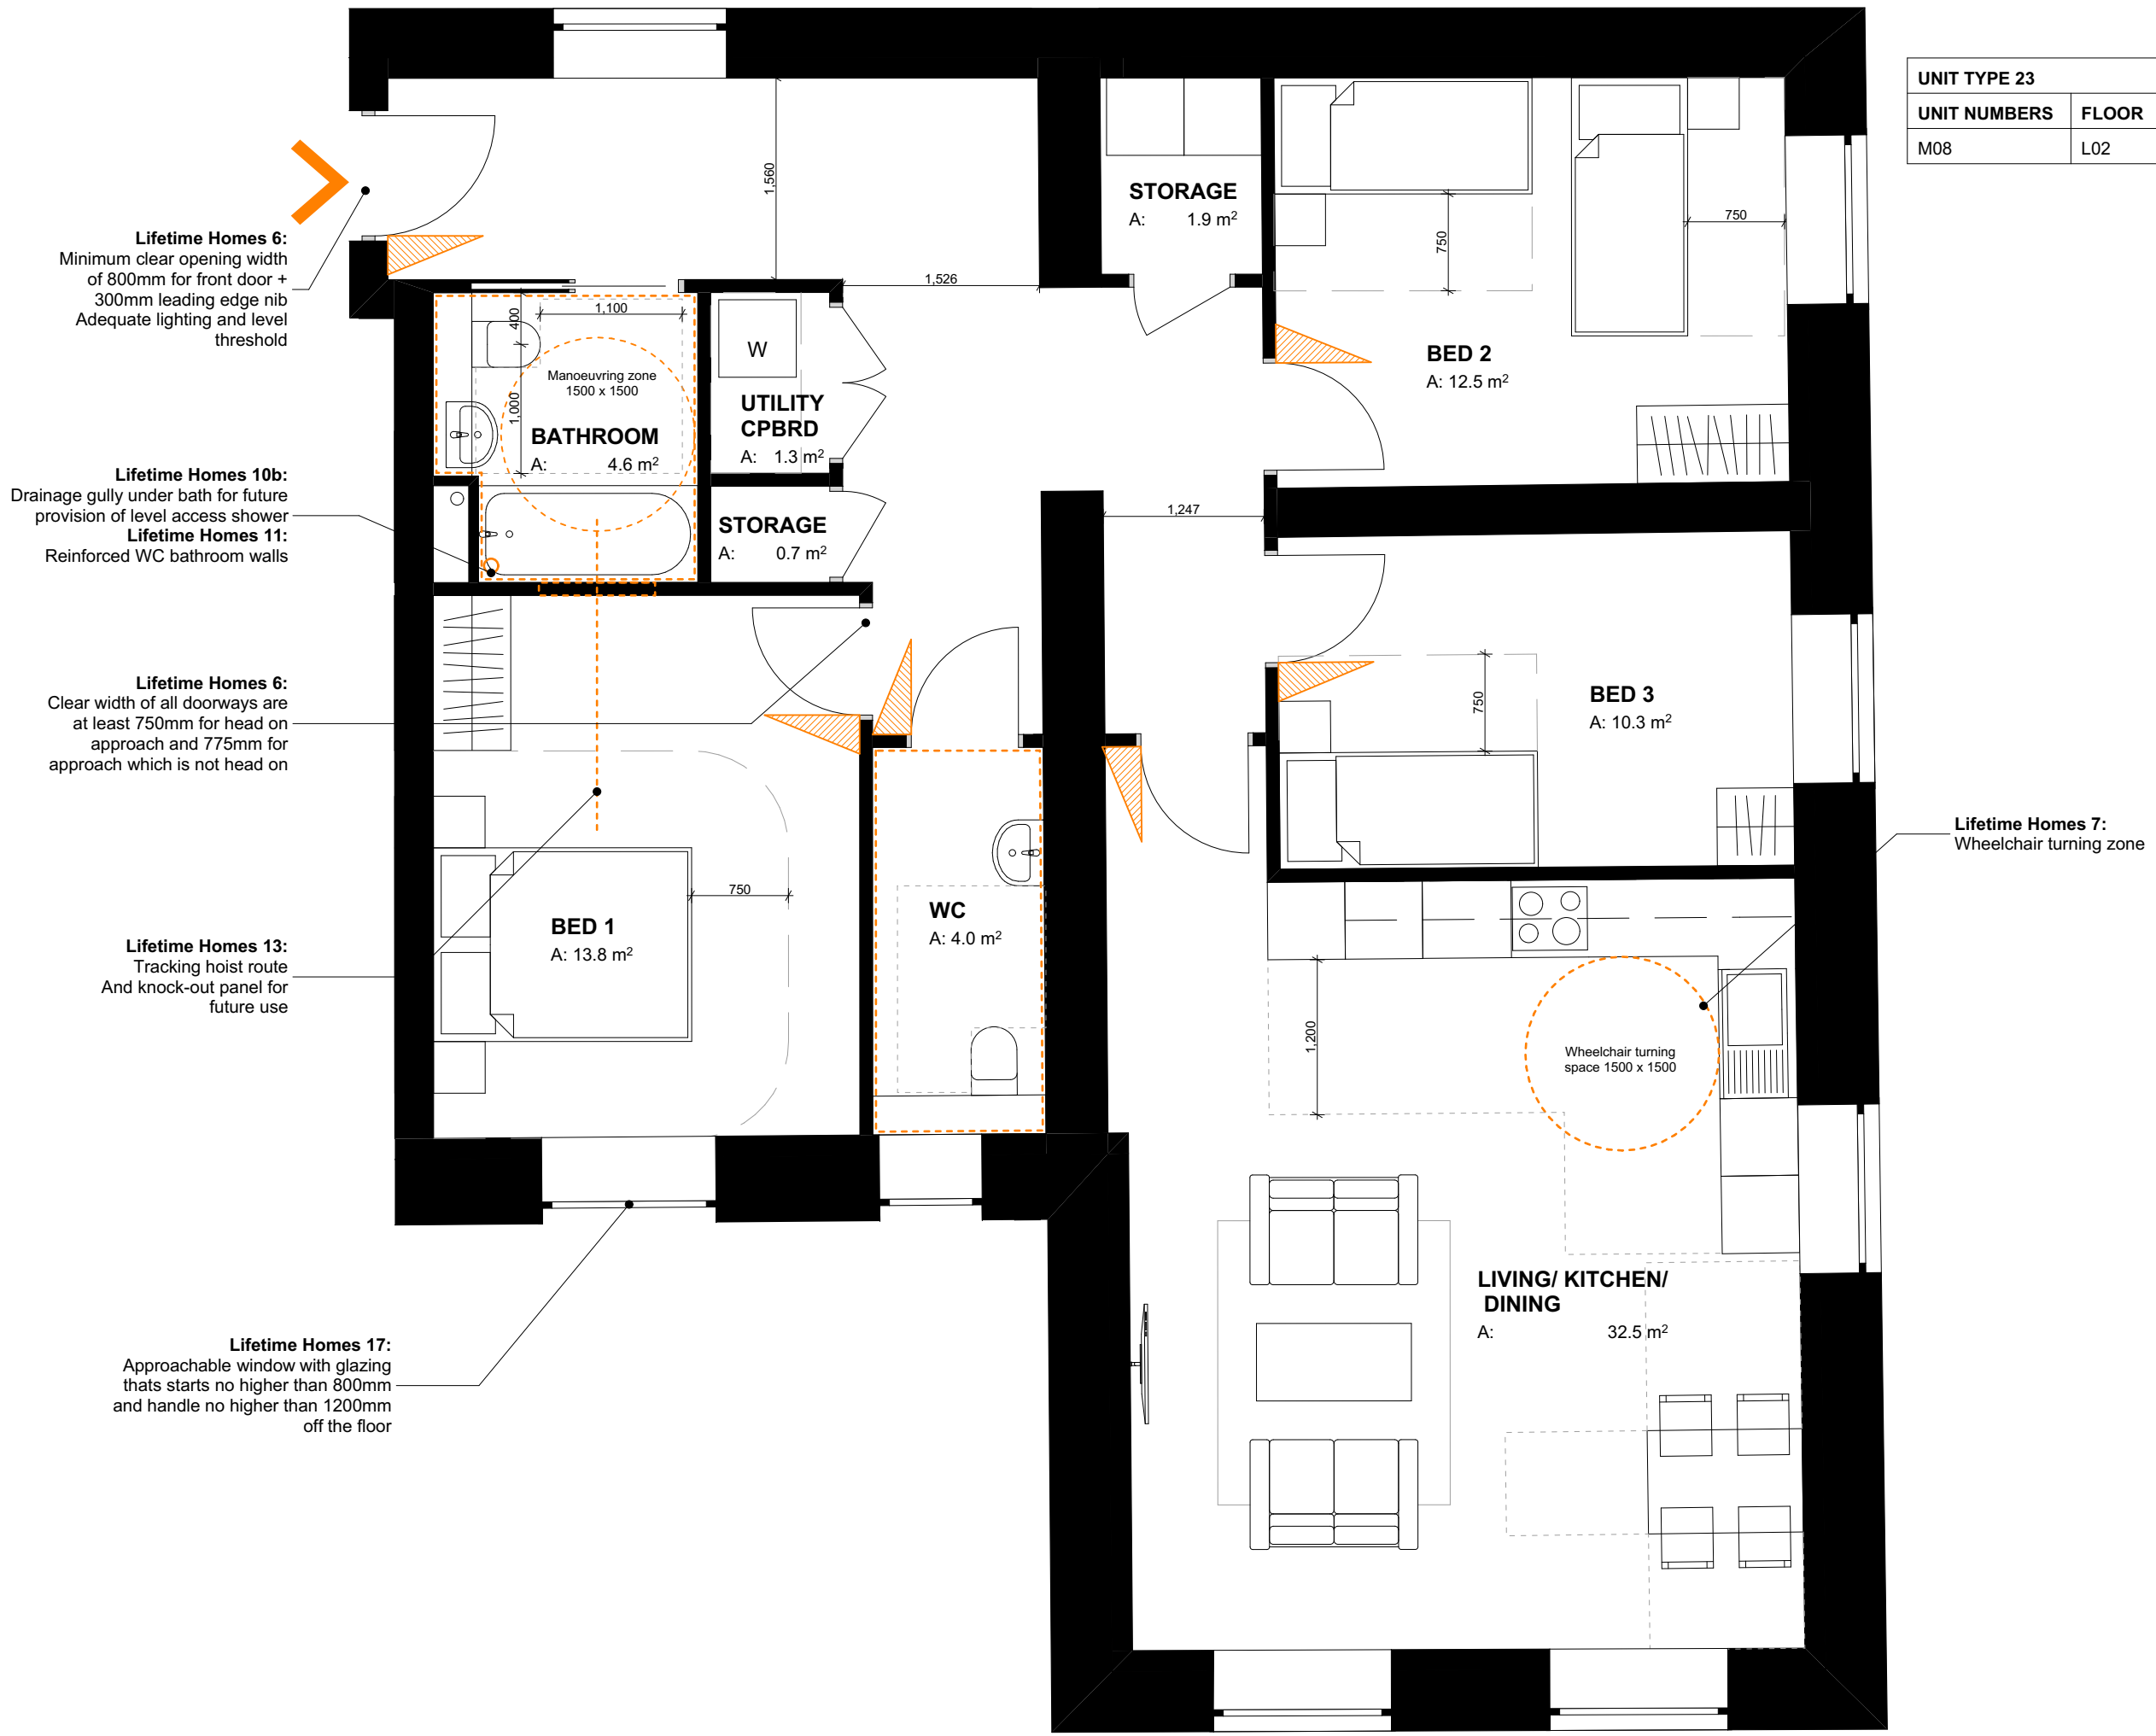 UNIT TYPE 23
UNIT NUMBERS FLOOR
M08 L02
Lifetime Homes 6:
Minimum clear opening width
of 800mm for front door +
300mm leading edge nib
Adequate lighting and level
threshold
Lifetime Homes 10b:
Drainage gully under bath for future
provision of level access shower
Lifetime Homes 11:
Reinforced WC bathroom walls
Lifetime Homes 6:
Clear width of all doorways are
at least 750mm for head on
approach and 775mm for
approach which is not head on
Lifetime Homes 13:
Tracking hoist route
And knock-out panel for
future use
Lifetime Homes 17:
Approachable window with glazing
thats starts no higher than 800mm
and handle no higher than 1200mm
off the floor
1,560
1,526
STORAGE
A: 1.9 m²
750
750
BED 2
A: 12.5 m²
400
1,100
Manoeuvring zone
1500 x 1500
1,000
BATHROOM
A: 4.6 m²
W
UTILITY
CPBRD
A: 1.3 m²
STORAGE
A: 0.7 m²
1,247
750
BED 3
A: 10.3 m²
750
BED 1
A: 13.8 m²
WC
A: 4.0 m²
Lifetime Homes 7:
Wheelchair turning zone
1,200
Wheelchair turning
space 1500 x 1500
LIVING/ KITCHEN/
DINING
A: 32.5 m²